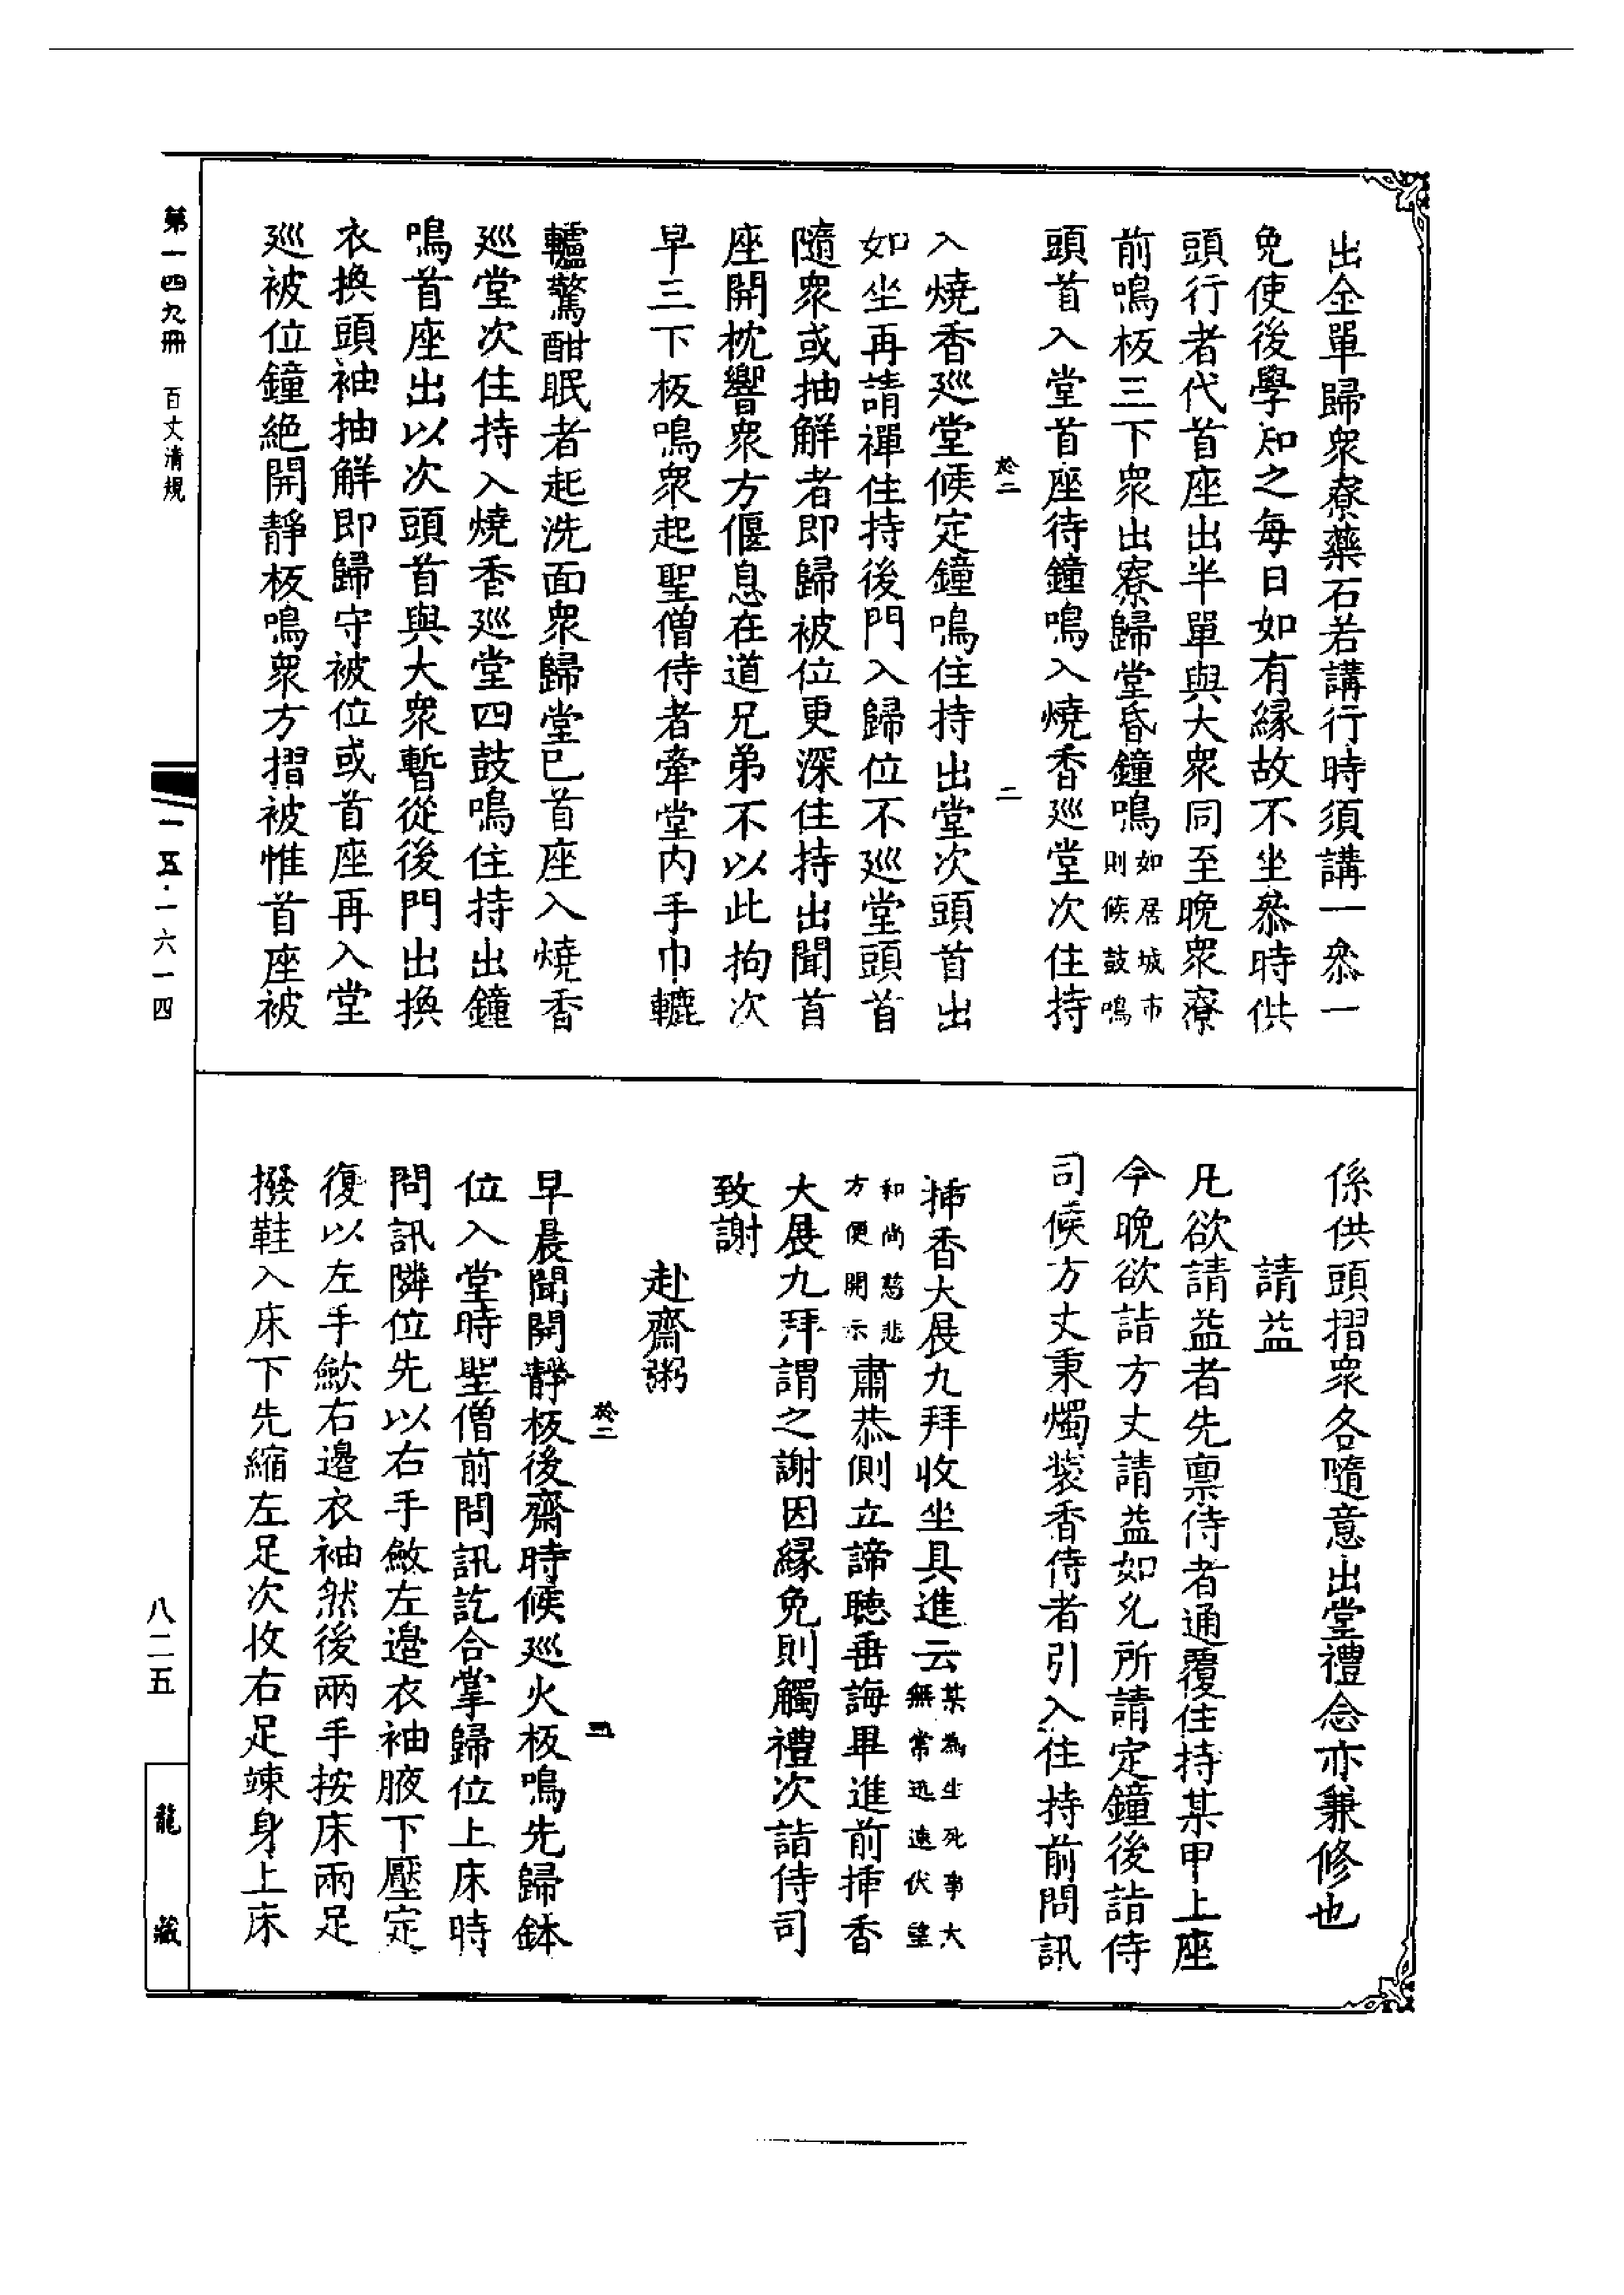 出全單歸衆寮藥石若講行時須講一叅一
免使後學知之每日如有緣故不坐叅時供
頭行者代首座出半單與大衆同至晚衆寮
前鳴板三下衆出寮歸堂昏鐘鳴如居城市則候鼓鳴
頭首入堂首座待鐘鳴入燒香巡堂次住持
於二 二
入燒香巡堂候定鐘鳴住持出堂次頭首出
如坐再請禪住持後門入歸位不巡堂頭首
隨衆或抽解者即歸被位更深住持出聞首
座開枕響衆方偃息在道兄弟不以此拘次
早三下板鳴衆起聖僧侍者牽堂内手巾轆
轤驚酣眠者起洗面衆歸堂已首座入燒香
巡堂次住持入燒香巡堂四鼓鳴住持出鐘
鳴首座出以次頭首與大衆暫從後門出換
衣換頭袖抽解即歸守被位或首座再入堂
巡被位鐘絕開靜板鳴衆方摺被惟首座被
係供頭摺衆各隨意出堂禮念亦兼修也
請益
凡欲請益者先禀侍者通覆住持某甲上座
今晚欲詣方丈請益如允所請定鐘後詣侍
司候方丈秉燭裝香侍者引入住持前問訊
揷香大展九拜收坐具進云某為生死事大無常迅速伏望
和尚慈悲方便開示肅恭側立諦聽垂誨畢進前揷香
大展九拜謂之謝因緣免則觸禮次詣侍司
致謝
赴齋粥
於二 三
早晨聞開靜板後齋時候巡火板鳴先歸鉢
位入堂時聖僧前問訊訖合掌歸位上床時
問訊隣位先以右手斂左邊衣袖腋下壓定
復以左手斂右邊衣袖然後兩手按床兩足
撥鞋入床下先縮左足次收右足竦身上床
第一四九冊 百丈清規
一五·一六一四
八二五
龍藏